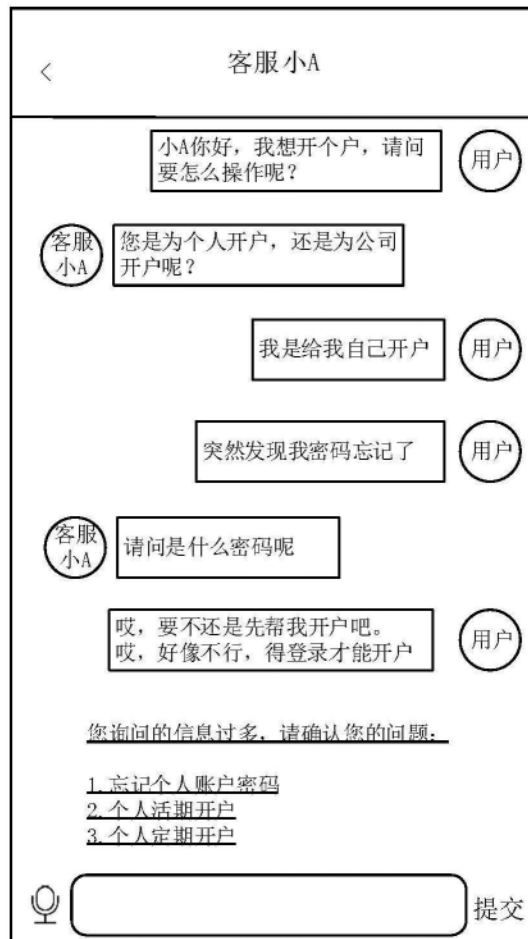 客服小A
小A你好，我想开个户，请问
要怎么操作呢？
用户
客服
小A
您是为个人开户，还是为公司
开户呢？
我是给我自己开户
用户
突然发现我密码忘记了
用户
客服
小A
请问是什么密码呢
哎，要不还是先帮我开户吧。
哎，好像不行，得登录才能开户
用户
您询问的信息过多，请确认您的问题：
1.忘记个人账户密码
2.个人活期开户
3.个人定期开户
提交